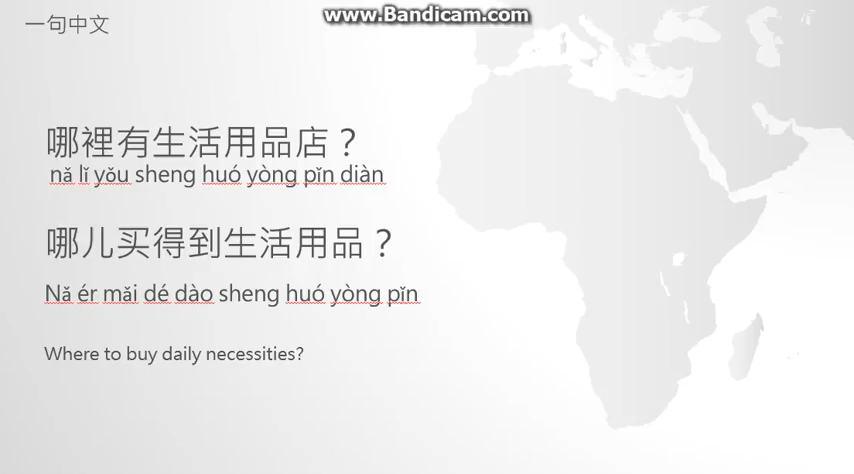 www.Bandicam.com
一句中文
哪裡有生活用品店？
nǎ lǐ yǒu sheng huó yòng pǐn diàn
哪儿买得到生活用品？
Nǎ ér mǎi dé dào sheng huó yòng pǐn
Where to buy daily necessities?